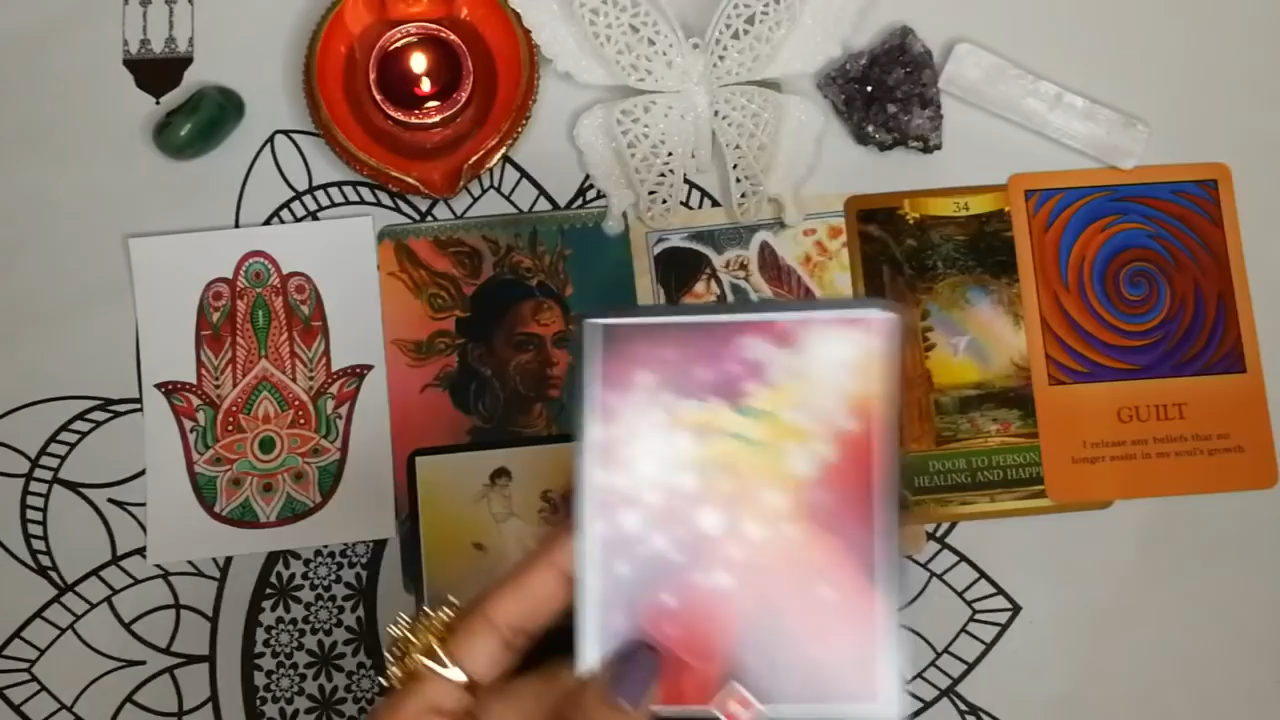 34
DOOR TO PERSON
HEALING AND HAPP
GUILT
I release any beliefs that no
longer assist in my soul's growth